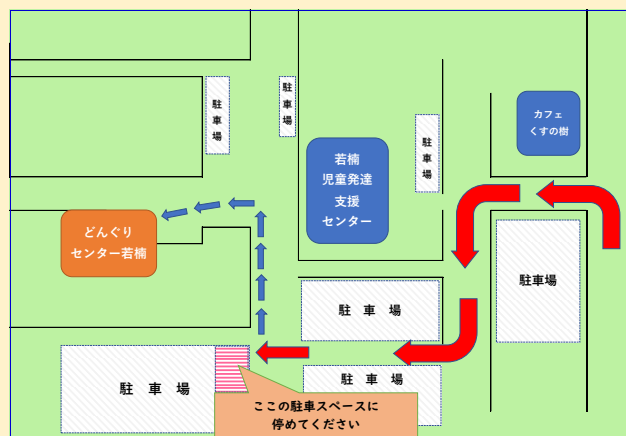 駐車場
駐車場
駐車場
カフェ
くすの樹
若楠
児童発達
支援
センター
どんぐり
センター若楠
駐車場
駐　車　場
駐　車　場
駐　車　場
ここの駐車スペースに
停めてください